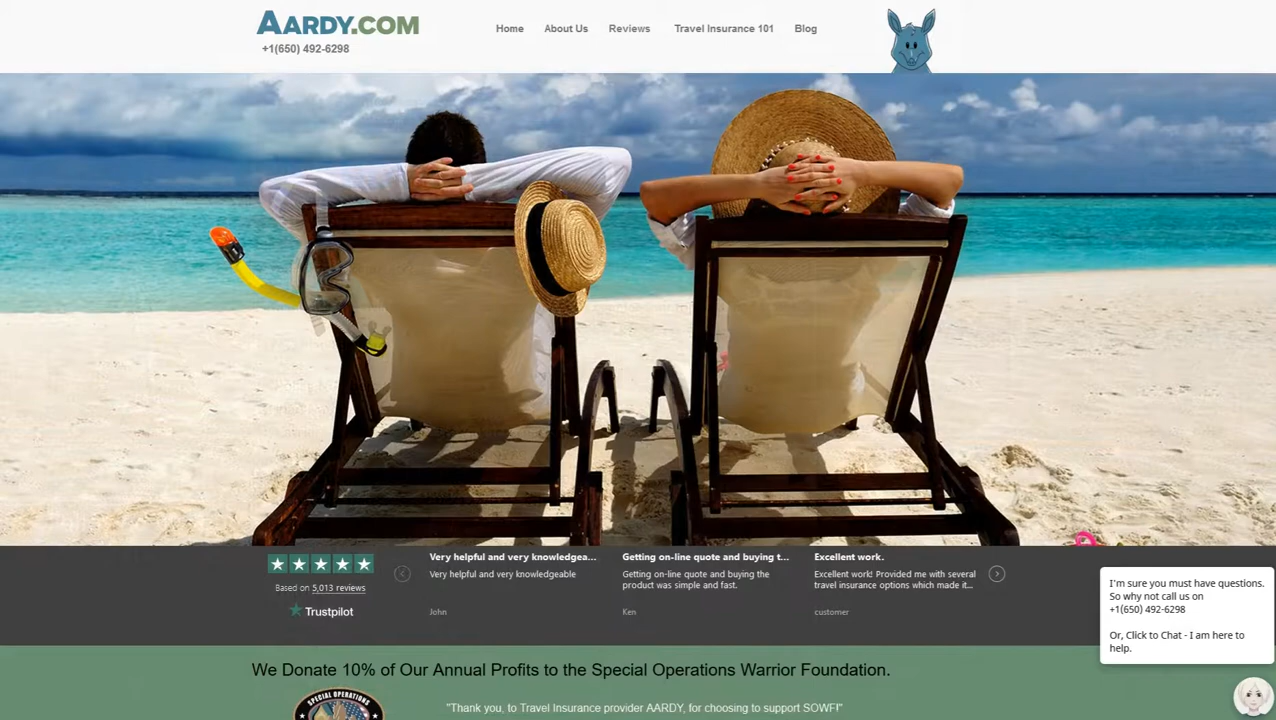 AARDY.COM
+1(650) 492-6298
Home About Us Reviews Travel Insurance 101 Blog
Based on 5,013 reviews
Trustpilot
Very helpful and very knowledgea...
Very helpful and very knowledgeable
John
Getting on-line quote and buying t...
Getting on-line quote and buying the
product was simple and fast.
Ken
Excellent work.
Excellent work! Provided me with several
travel insurance options which made it...
customer
I'm sure you must have questions.
So why not call us on
+1(650) 492-6298
Or, Click to Chat - I am here to
help.
We Donate 10% of Our Annual Profits to the Special Operations Warrior Foundation.
SPECIAL OPERATIONS
"Thank you, to Travel Insurance provider AARDY, for choosing to support SOWF!"